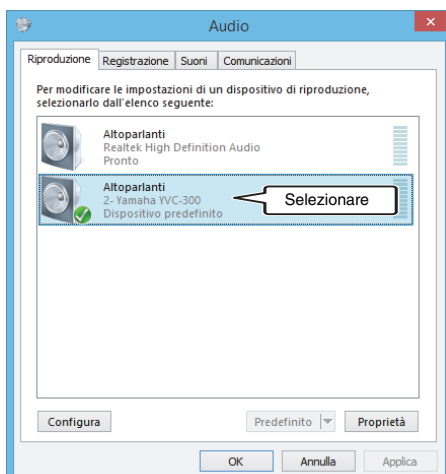 Audio
Riproduzione Registrazione Suoni Comunicazioni
Per modificare le impostazioni di un dispositivo di riproduzione,
selezionarlo dall'elenco seguente:
Altoparlanti
Realtek High Definition Audio
Pronto
Altoparlanti
2- Yamaha YVC-300
Dispositivo predefinito
Selezionare
Configura Predefinito Proprietà
OK Annulla Applica